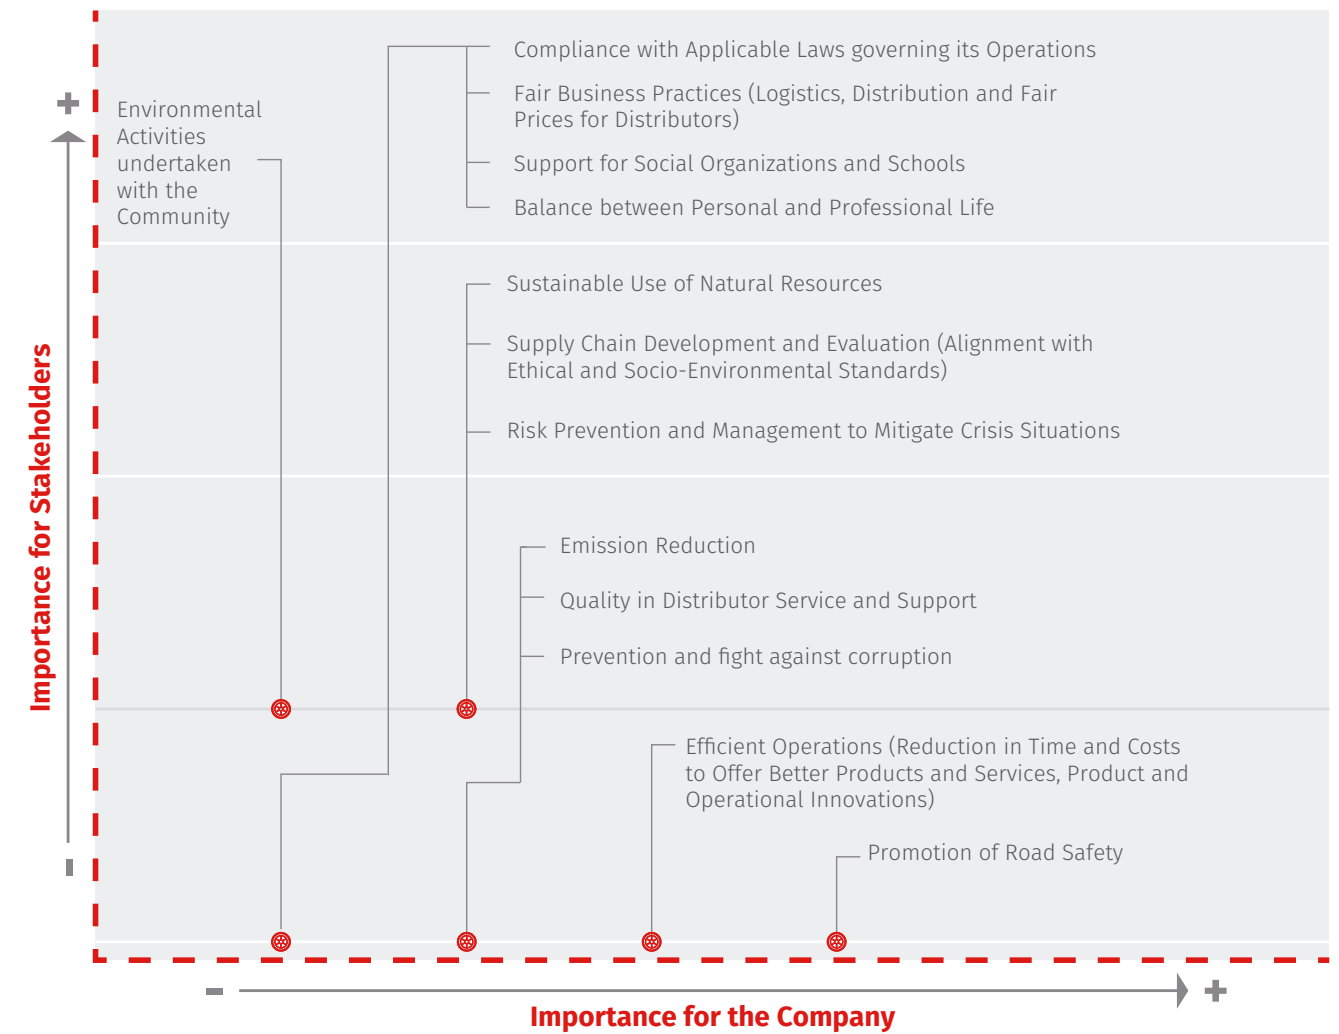 Compliance with Applicable Laws governing its Operations
Fair Business Practices (Logistics, Distribution and Fair
Prices for Distributors)
Support for Social Organizations and Schools
Balance between Personal and Professional Life
+
Environmental
Activities
undertaken
with the
Community
Sustainable Use of Natural Resources
Supply Chain Development and Evaluation (Alignment with
Ethical and Socio-Environmental Standards)
Risk Prevention and Management to Mitigate Crisis Situations
Importance for Stakeholders
Emission Reduction
Quality in Distributor Service and Support
Prevention and fight against corruption
Efficient Operations (Reduction in Time and Costs
to Offer Better Products and Services, Product and
Operational Innovations)
Promotion of Road Safety
-
- +
Importance for the Company